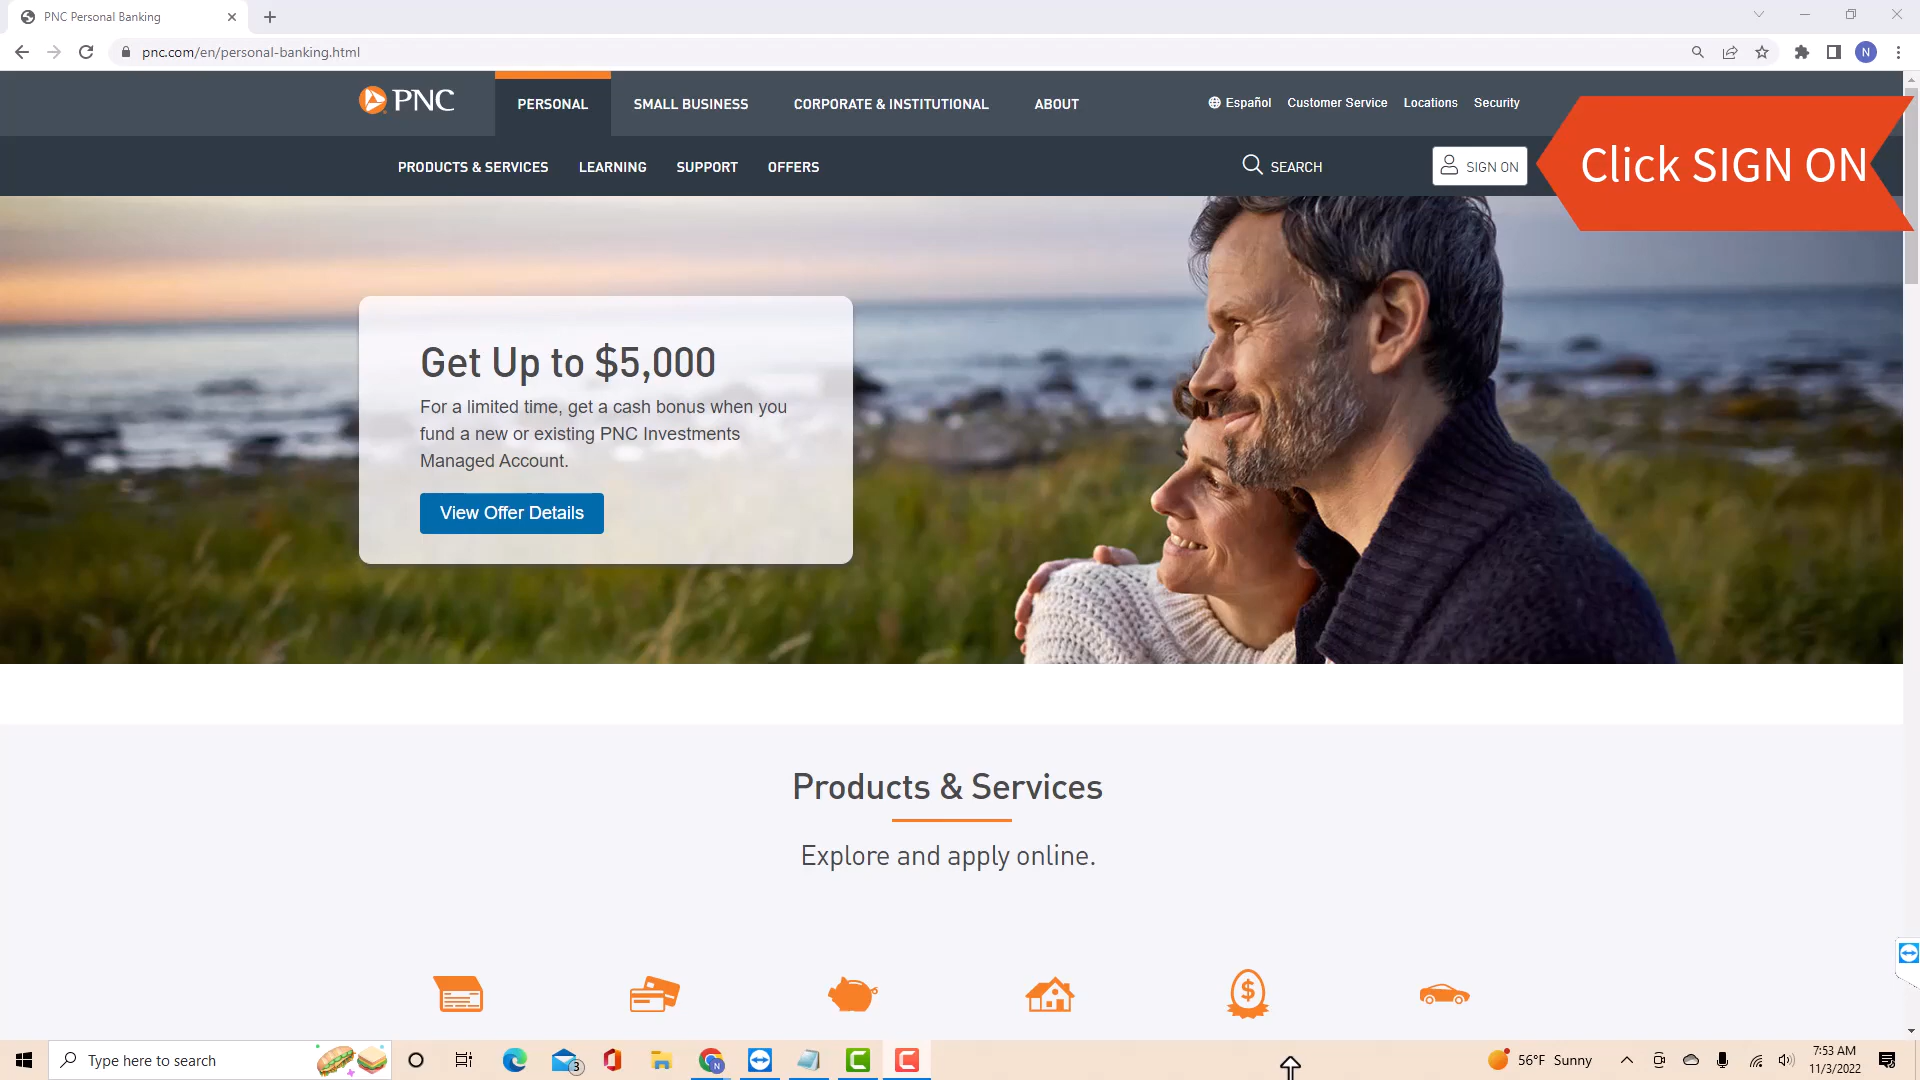 PNC Personal Banking
pnc.com/en/personal-banking.html
N
PNC
PERSONAL
SMALL BUSINESS
CORPORATE & INSTITUTIONAL
ABOUT
Español
Customer Service
Locations
Security
PRODUCTS & SERVICES
LEARNING
SUPPORT
OFFERS
SEARCH
SIGN ON
Click SIGN ON
Get Up to $5,000
For a limited time, get a cash bonus when you
fund a new or existing PNC Investments
Managed Account.
View Offer Details
Products & Services
Explore and apply online.
$
Type here to search
3
N
56°F Sunny
7:53 AM
11/3/2022